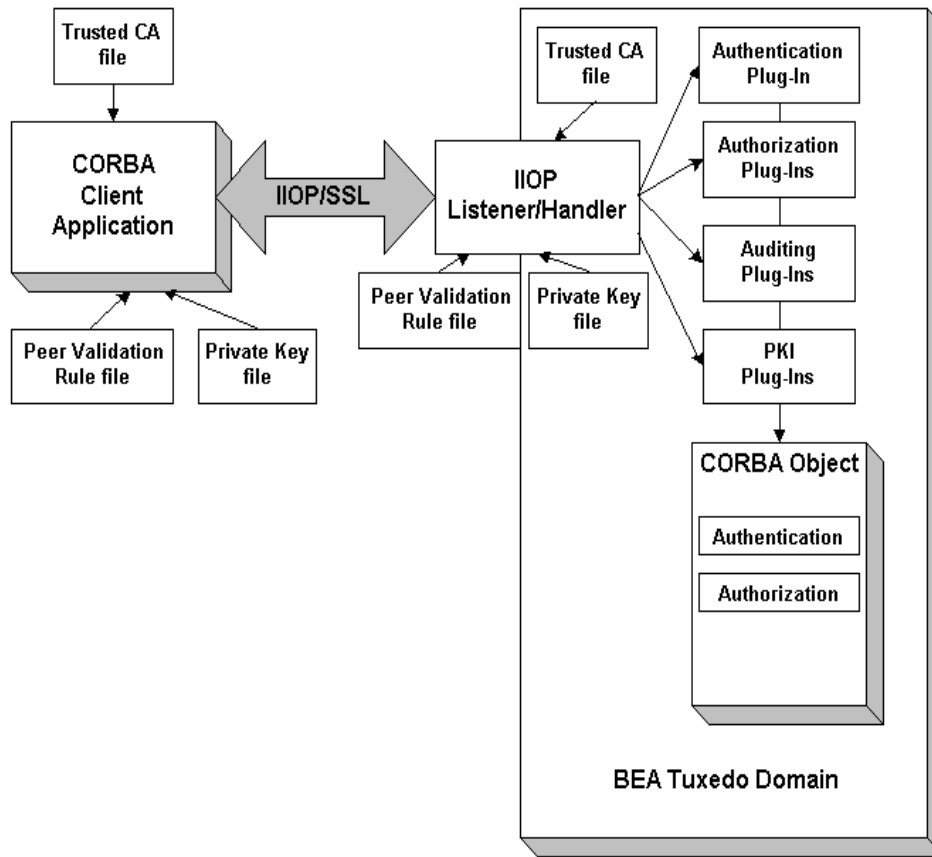 Trusted CA
file
CORBA
Client
Application
IIOP/SSL
Peer Validation
Rule file
Private Key
file
Trusted CA
file
IIOP
Listener/Handler
Peer Validation
Rule file
Private Key
file
Authentication
Plug-In
Authorization
Plug-Ins
Auditing
Plug-Ins
PKI
Plug-Ins
CORBA Object
Authentication
Authorization
BEA Tuxedo Domain